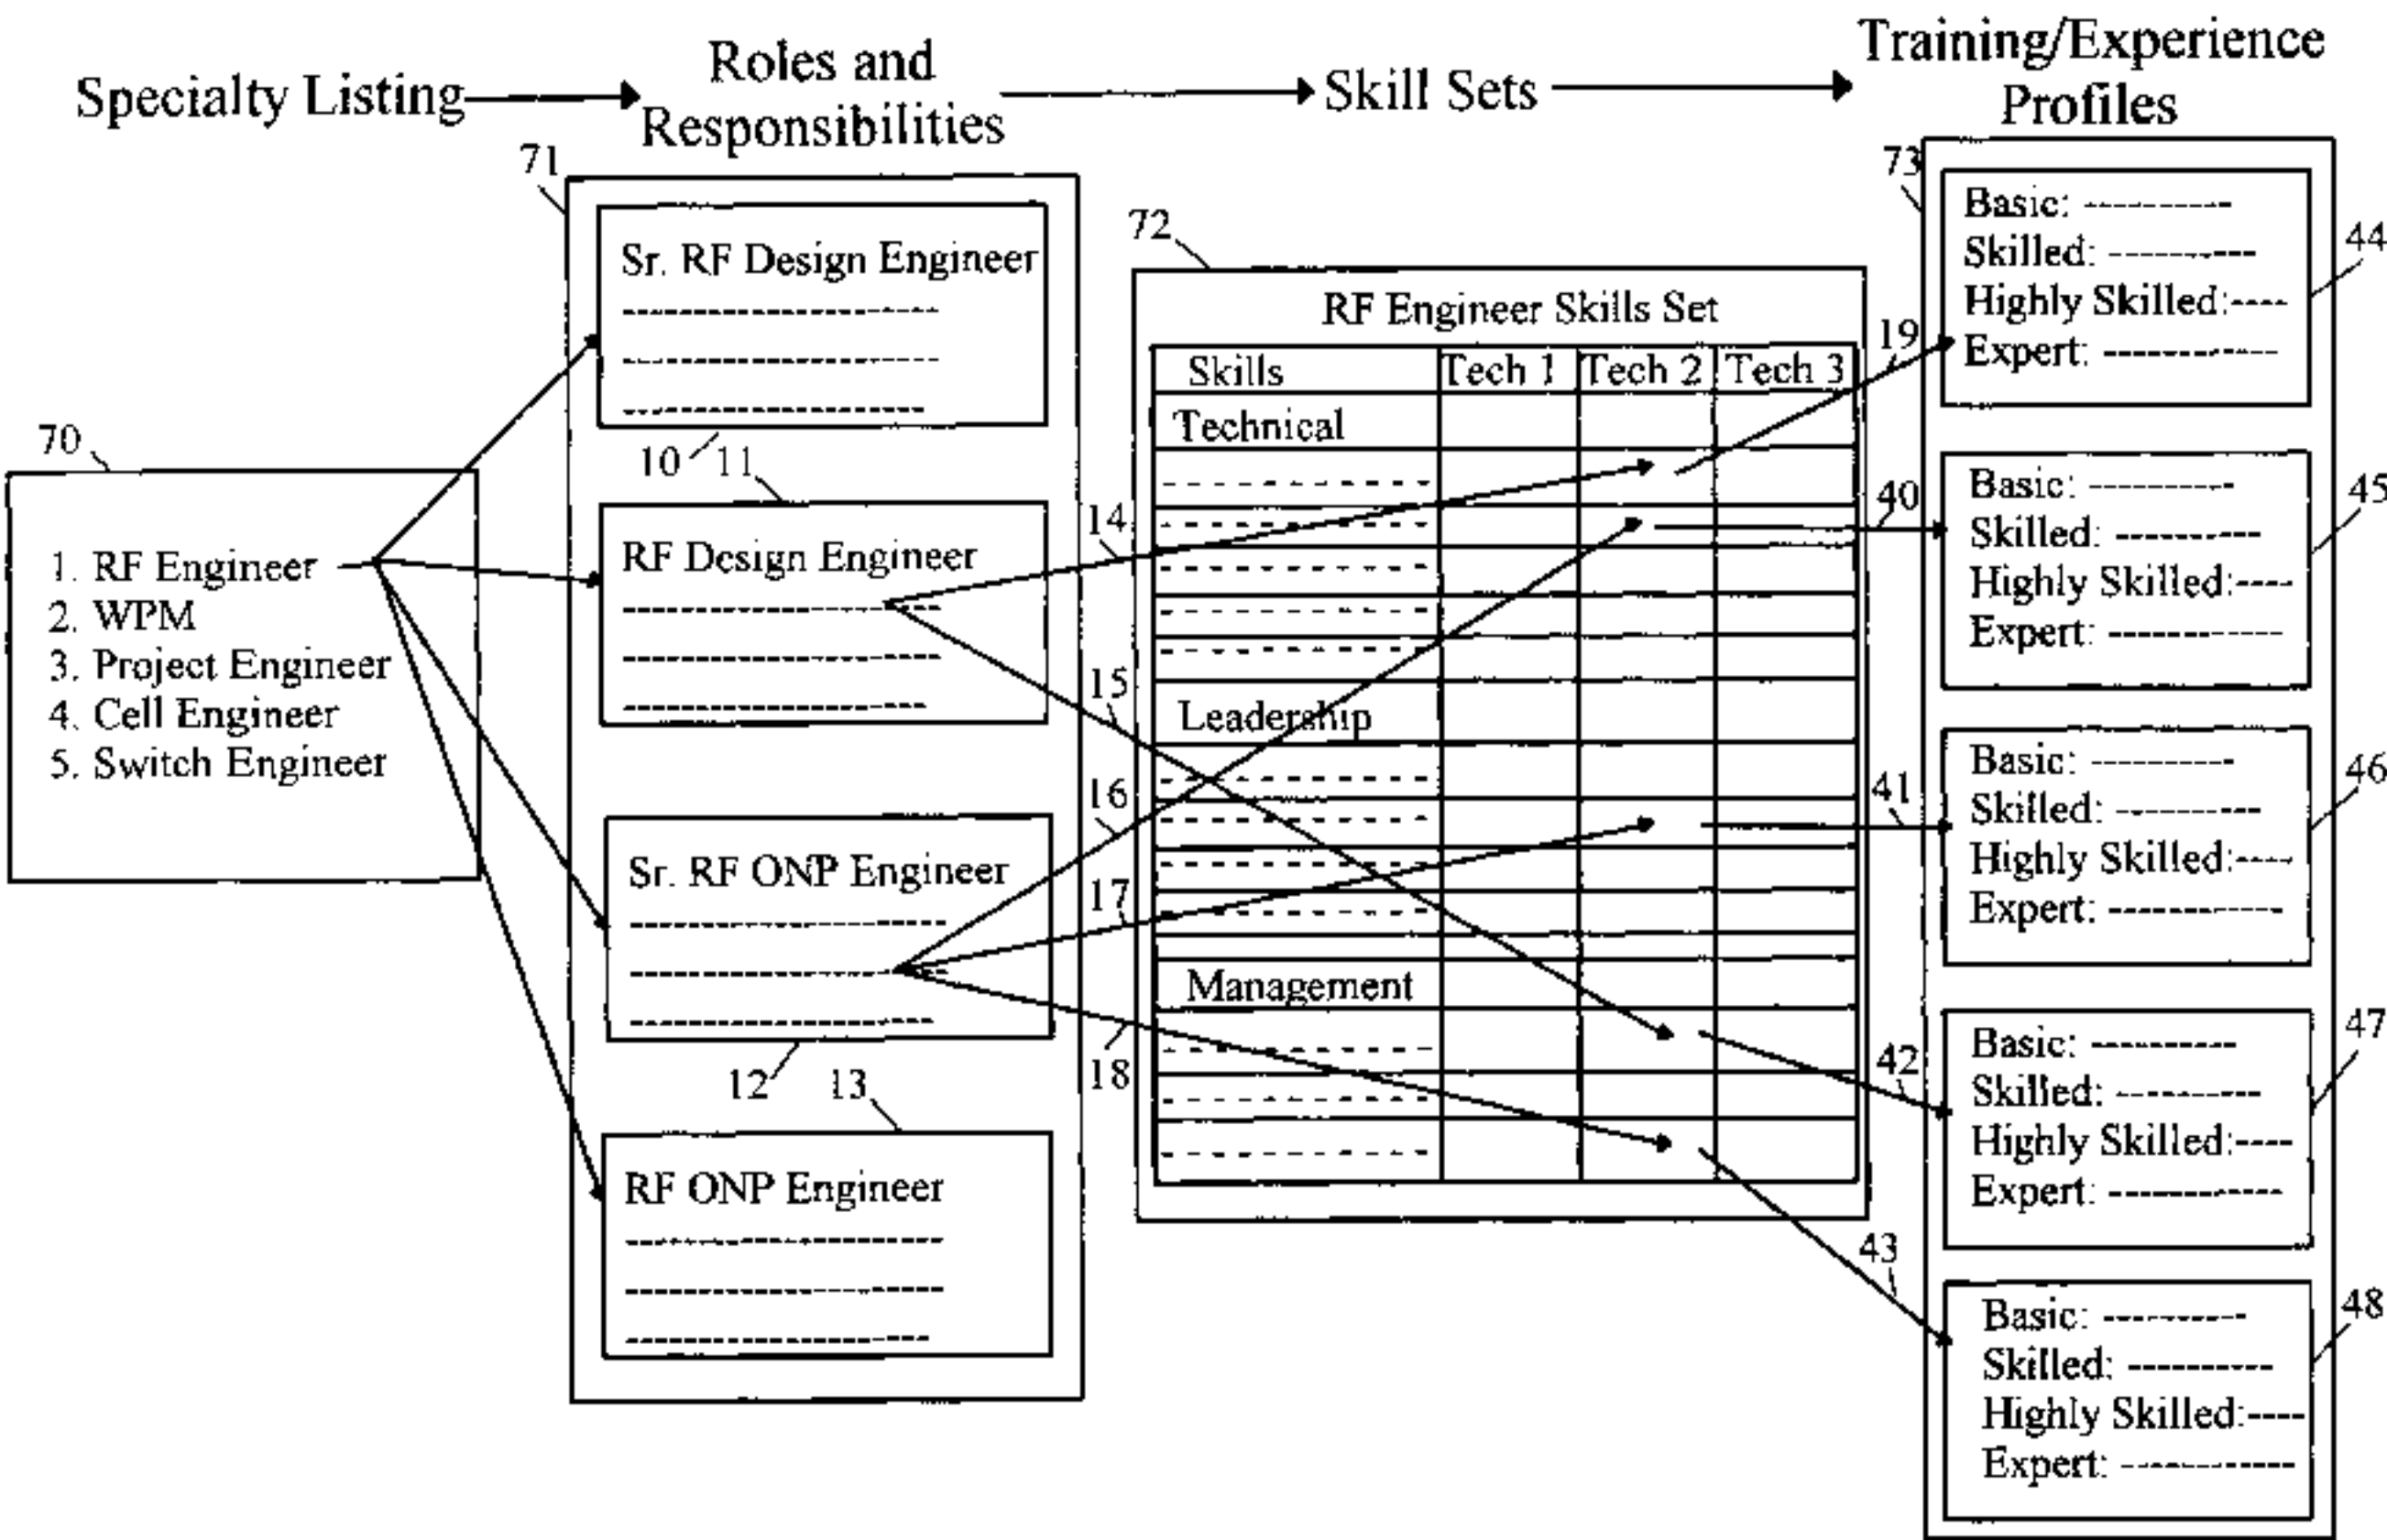 Specialty Listing
Roles and
Responsibilities
Skill Sets
Training/Experience
Profiles
70
1. RF Engineer
2. WPM
3. Project Engineer
4. Cell Engineer
5. Switch Engineer
71
Sr. RF Design Engineer
10
11
RF Design Engineer
Sr. RF ONP Engineer
12
13
RF ONP Engineer
14
15
16
17
18
72
RF Engineer Skills Set
Skills Tech 1 Tech 2 Tech 3
Technical
Leadership
Management
19
40
41
42
43
73
Basic:
Skilled:
Highly Skilled:
Expert:
44
Basic:
Skilled:
Highly Skilled:
Expert:
45
Basic:
Skilled:
Highly Skilled:
Expert:
46
Basic:
Skilled:
Highly Skilled:
Expert:
47
Basic:
Skilled:
Highly Skilled:
Expert:
48